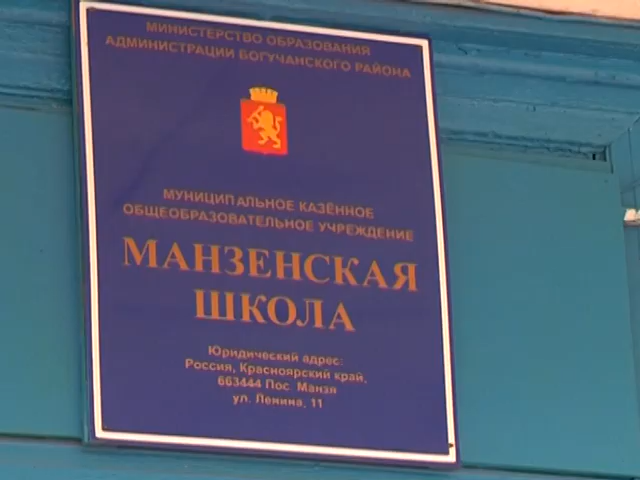 МИНИСТЕРСТВО ОБРАЗОВАНИЯ
АДМИНИСТРАЦИИ БОГУЧАНСКОГО РАЙОНА
МУНИЦИПАЛЬНОЕ КАЗЁННОЕ
ОБЩЕОБРАЗОВАТЕЛЬНОЕ УЧРЕЖДЕНИЕ
МАНЗЕНСКАЯ
ШКОЛА
Юридический адрес:
Россия, Красноярский край,
663444 Пос. Манзя
ул. Ленина, 11